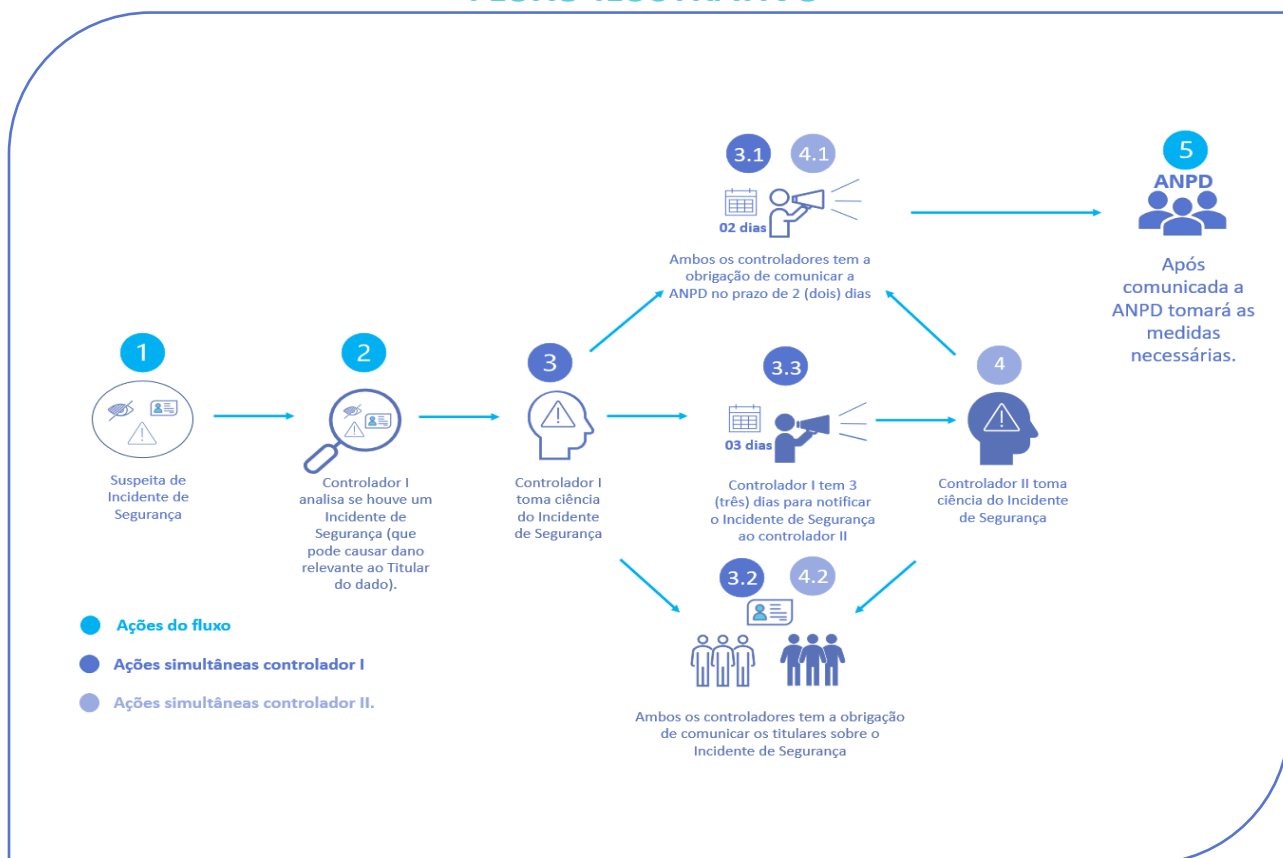 3.1
4.1
02 dias
Ambos os controladores tem a
obrigação de comunicar a
ANPD no prazo de 2 (dois) dias
5
ANPD
Após
comunicada a
ANPD tomará as
medidas
necessárias.
1
Suspeita de
Incidente de
Segurança
2
Controlador I
analisa se houve um
Incidente de
Segurança (que
pode causar dano
relevante ao Titular
do dado).
3
Controlador I
toma ciência
do Incidente
de Segurança
3.3
03 dias
Controlador I tem 3
(três) dias para notificar
o Incidente de Segurança
ao controlador II
4
Controlador II toma
ciência do Incidente
de Segurança
3.2
4.2
Ambos os controladores tem a obrigação
de comunicar os titulares sobre o
Incidente de Segurança
Ações do fluxo
Ações simultâneas controlador I
Ações simultâneas controlador II.